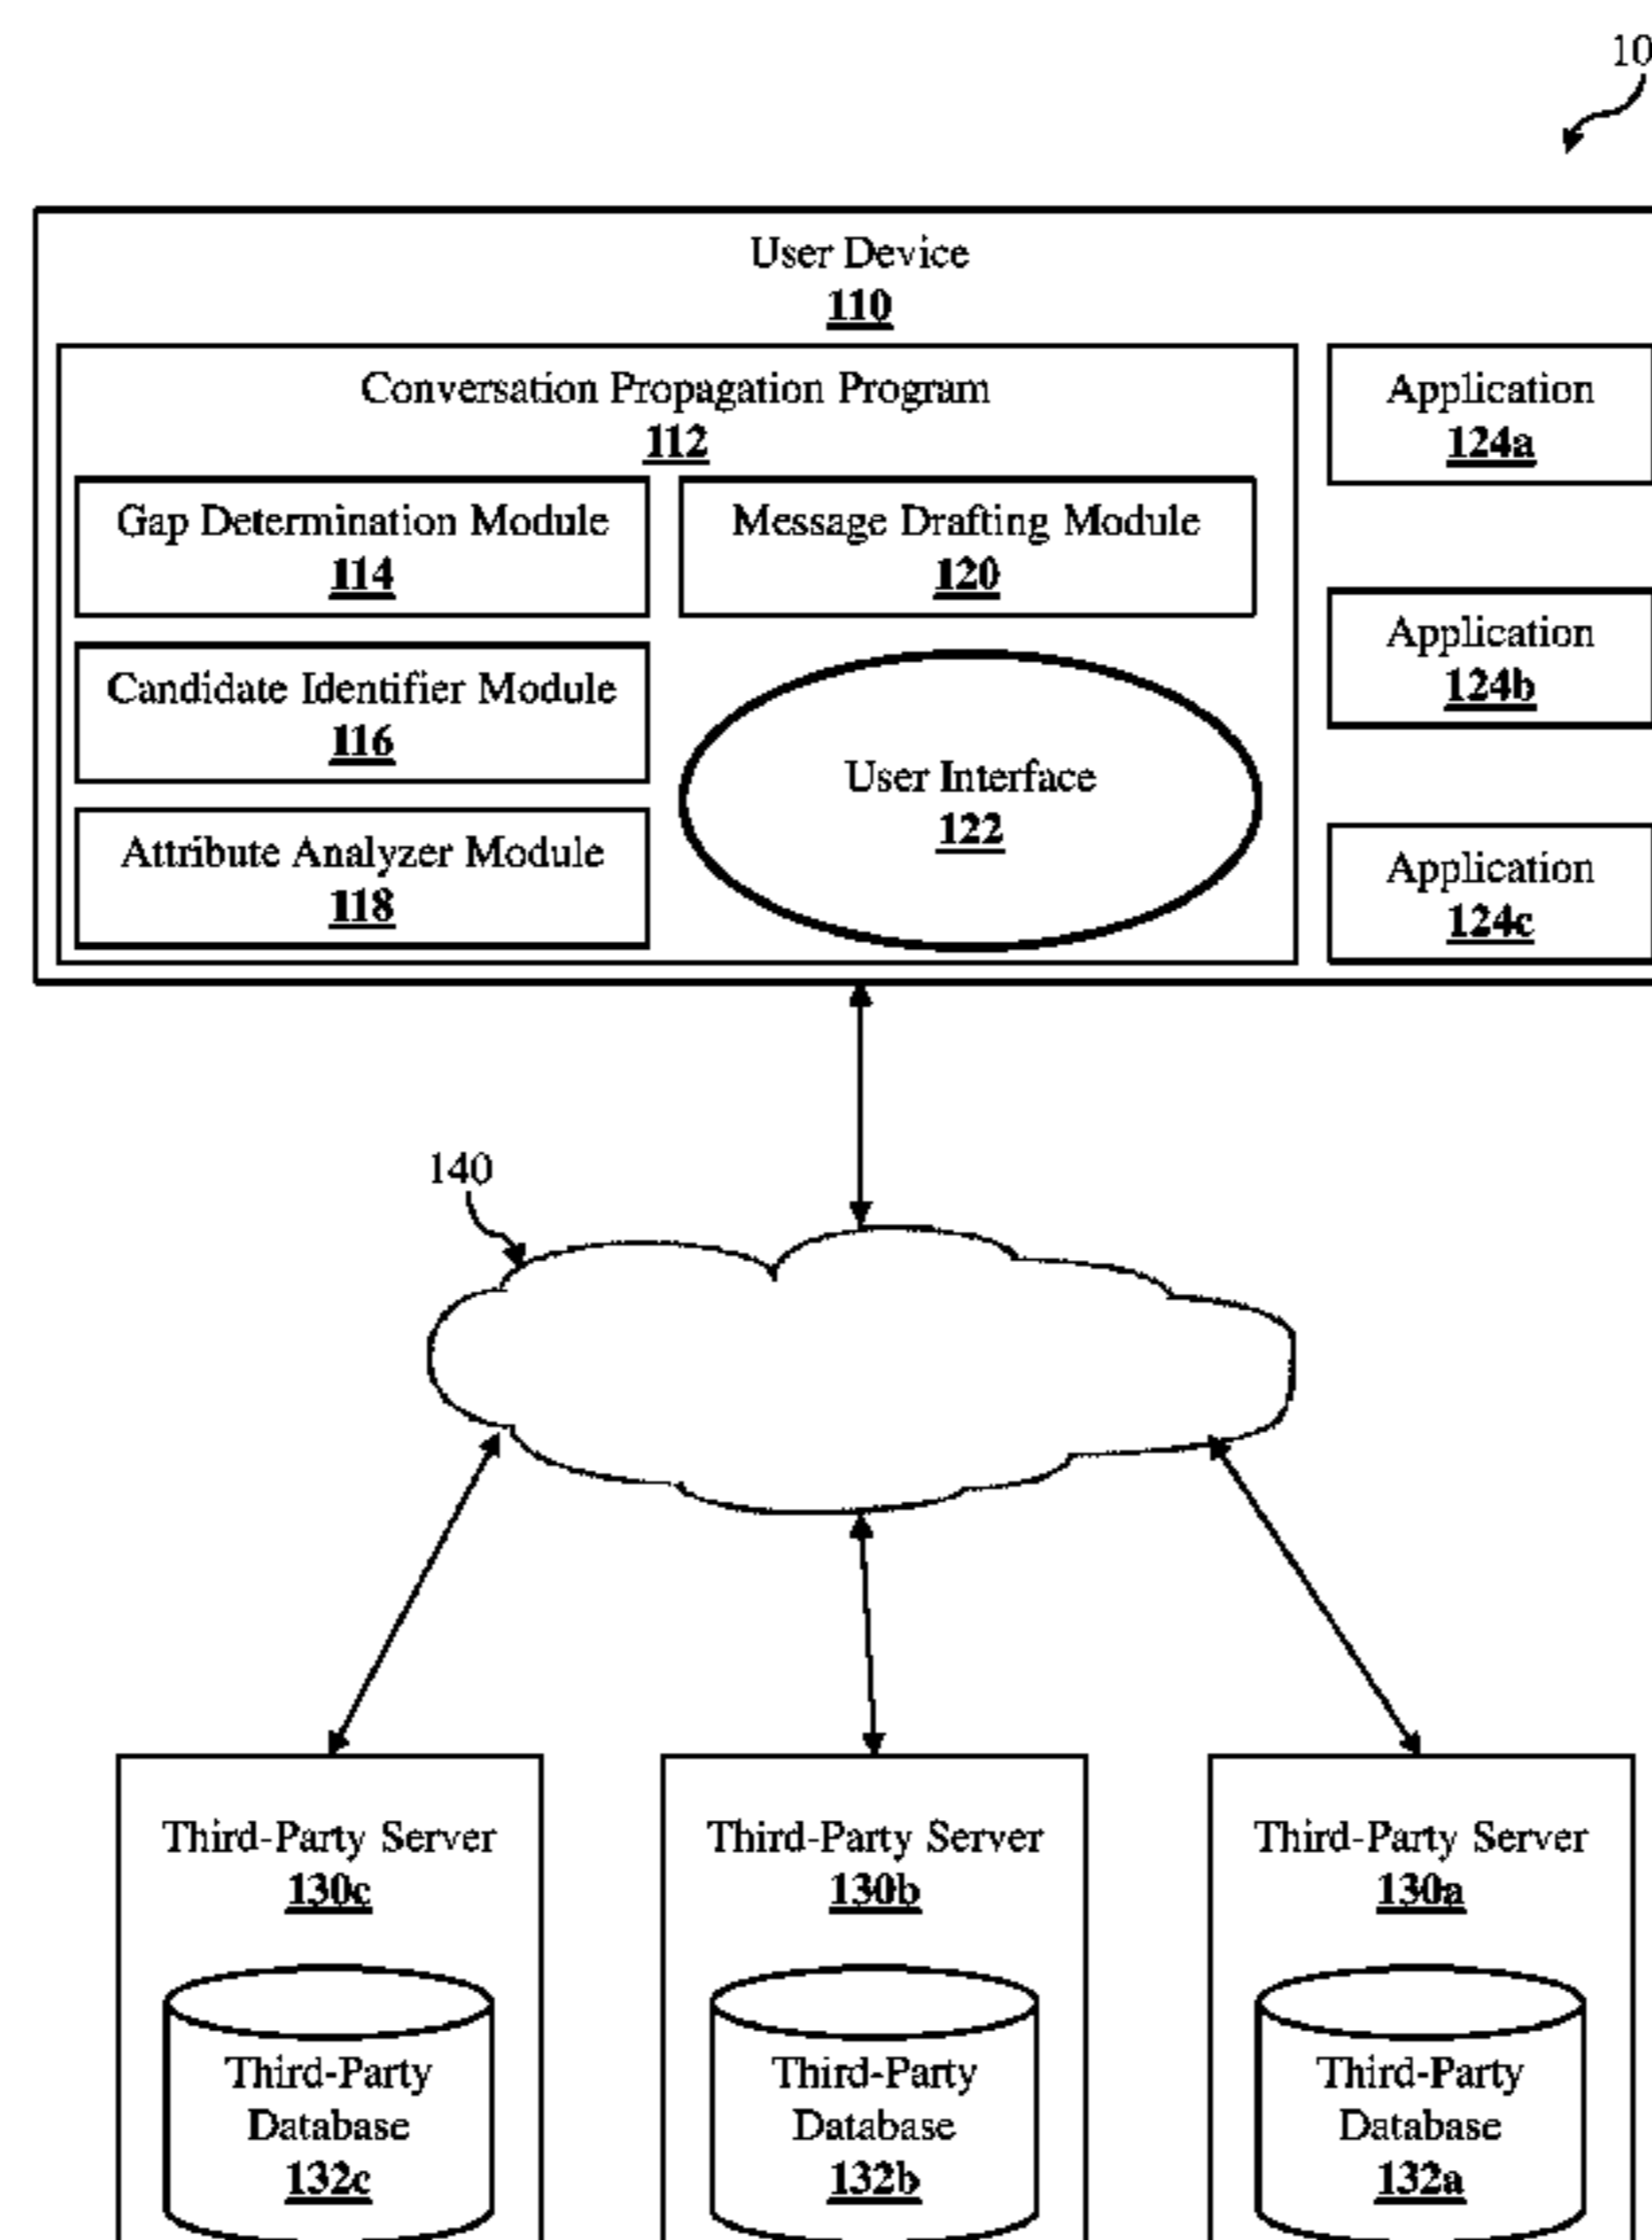 10
User Device
110
Conversation Propagation Program
112
Gap Determination Module
114
Message Drafting Module
120
Candidate Identifier Module
116
User Interface
122
Attribute Analyzer Module
118
Application
124a
Application
124b
Application
124c
140
Third-Party Server
130c
Third-Party Server
130b
Third-Party Server
130a
Third-Party
Database
132c
Third-Party
Database
132b
Third-Party
Database
132a